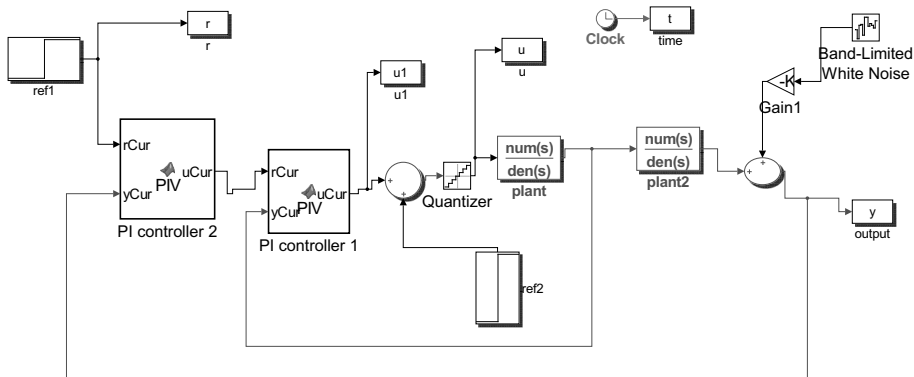 r
r
ref1
Clock
t
time
u
u
u1
u1
Band-Limited
White Noise
-K
Gain1
rCur
yCur
uCur
PIV
PI controller 2
rCur
yCur
uCur
PIV
PI controller 1
+
+
Quantizer
num(s)
den(s)
plant
num(s)
den(s)
plant2
+
+
y
output
ref2